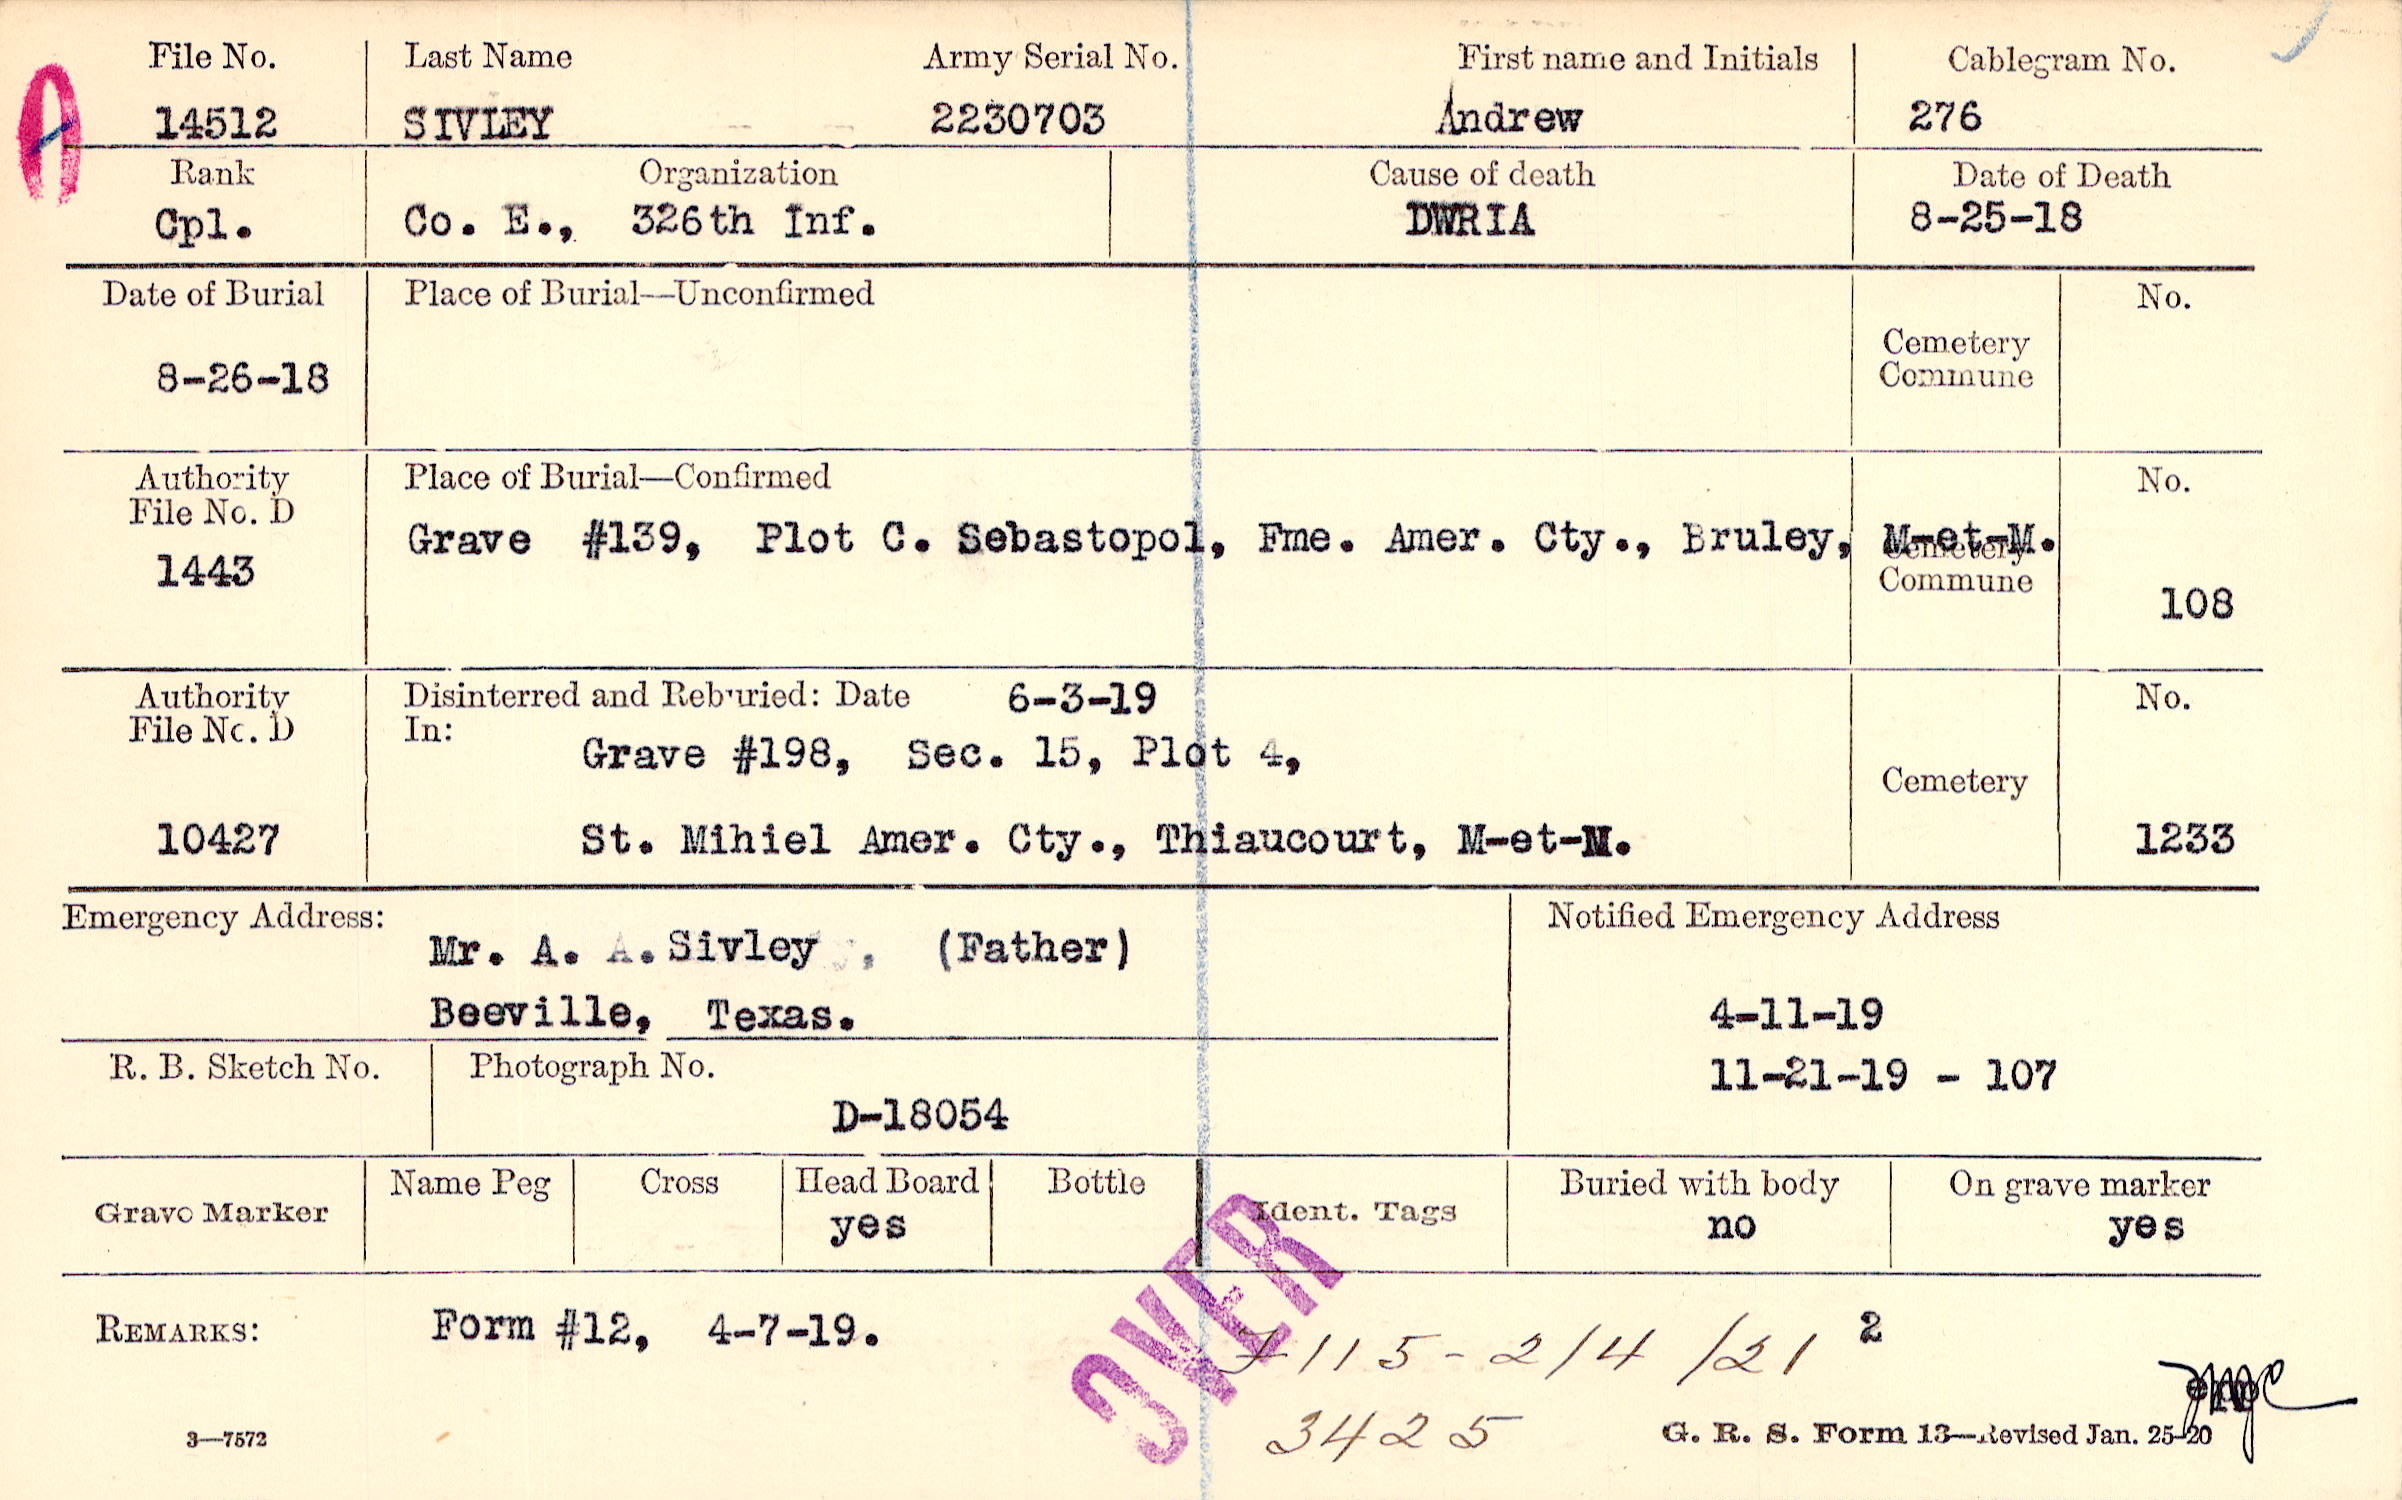 File No. Last Name Army Serial No. First name and Initials Cablegram No.
14512 SIVLEY 2230703 Andrew 276
Rank Organization Cause of death Date of Death
Cpl. Co. E., 326th Inf. DWRIA 8-25-18
Date of Burial Place of Burial—Unconfirmed No.
Cemetery
Commune
8-26-18
Authority Place of Burial—Confirmed No.
File No. D
Grave #139, Plot C. Sebastopol, Fme. Amer. Cty., Bruley, M-et-M.
Cemetery
1443 Commune
108
Authority Disinterred and Reburied: Date 6-3-19 No.
File No. D In:
Grave #198, Sec. 15, Plot 4,
Cemetery
10427 St. Mihiel Amer. Cty., Thiaucourt, M-et-M. 1233
Emergency Address: Notified Emergency Address
Mr. A. A. Sivley, (Father)
Beeville, Texas. 4-11-19
R. B. Sketch No. Photograph No. 11-21-19 - 107
D-18054
Name Peg Cross Head Board Bottle Buried with body On grave marker
Grave Marker yes Ident. Tags no yes
OVER
REMARKS: Form #12, 4-7-19. 2
F115-2/4/21
3425
3—7572 G. R. S. Form 13—Revised Jan. 25-20